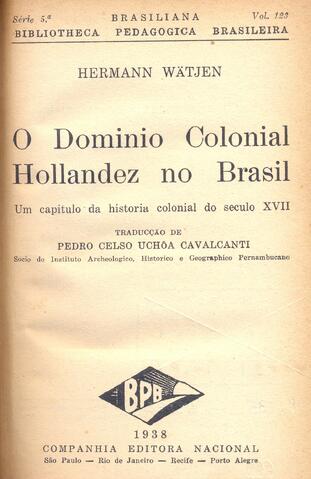 Série 5.ª BRASILIANA Vol. 123
BIBLIOTHECA PEDAGOGICA BRASILEIRA
HERMANN WÄTJEN
O Dominio Colonial
Hollandez no Brasil
Um capitulo da historia colonial do seculo XVII
TRADUCÇÃO DE
PEDRO CELSO UCHÔA CAVALCANTI
Socio do Instituto Archeologico, Historico e Geographico Pernambucano
BPB
1938
COMPANHIA EDITORA NACIONAL
São Paulo — Rio de Janeiro — Recife — Porto Alegre